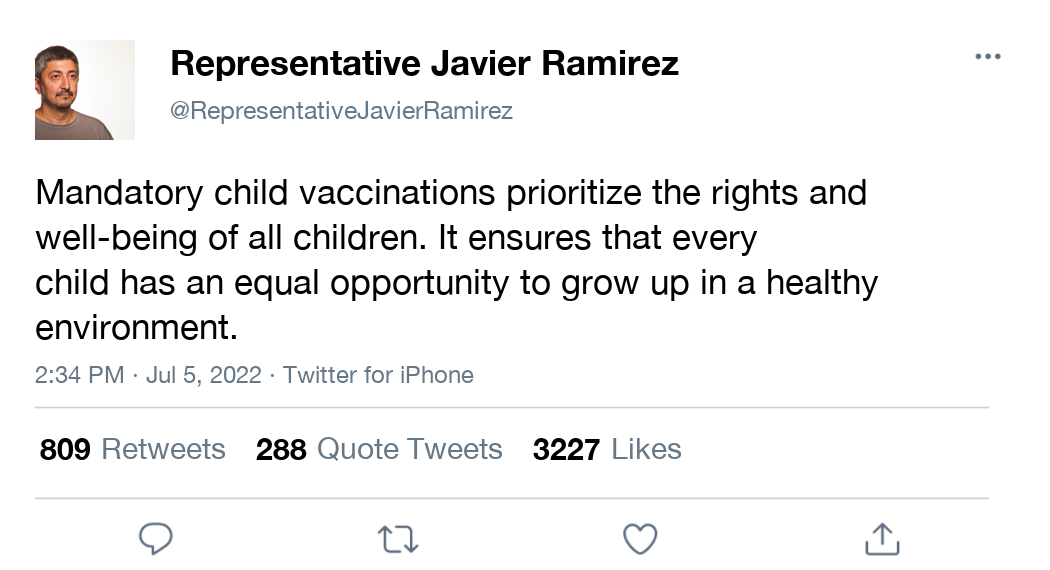 Representative Javier Ramirez
@RepresentativeJavierRamirez
Mandatory child vaccinations prioritize the rights and
well-being of all children. It ensures that every
child has an equal opportunity to grow up in a healthy
environment.
2:34 PM · Jul 5, 2022 · Twitter for iPhone
809 Retweets 288 Quote Tweets 3227 Likes